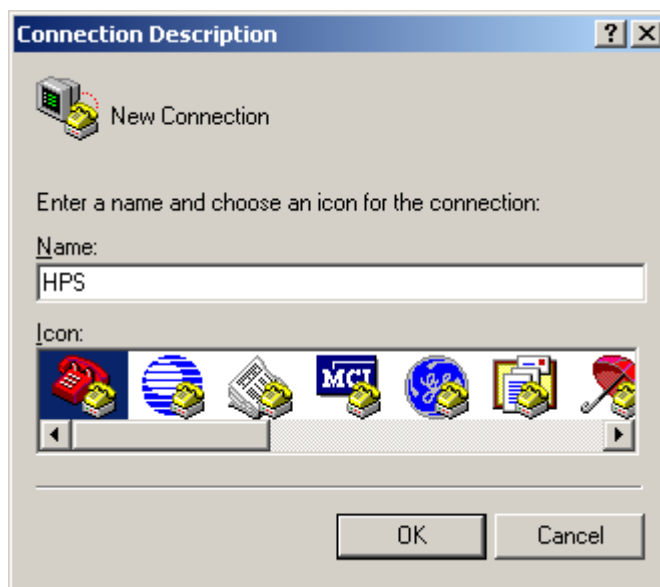 Connection Description
New Connection
Enter a name and choose an icon for the connection:
Name:
HPS
Icon:
MCI
OK Cancel